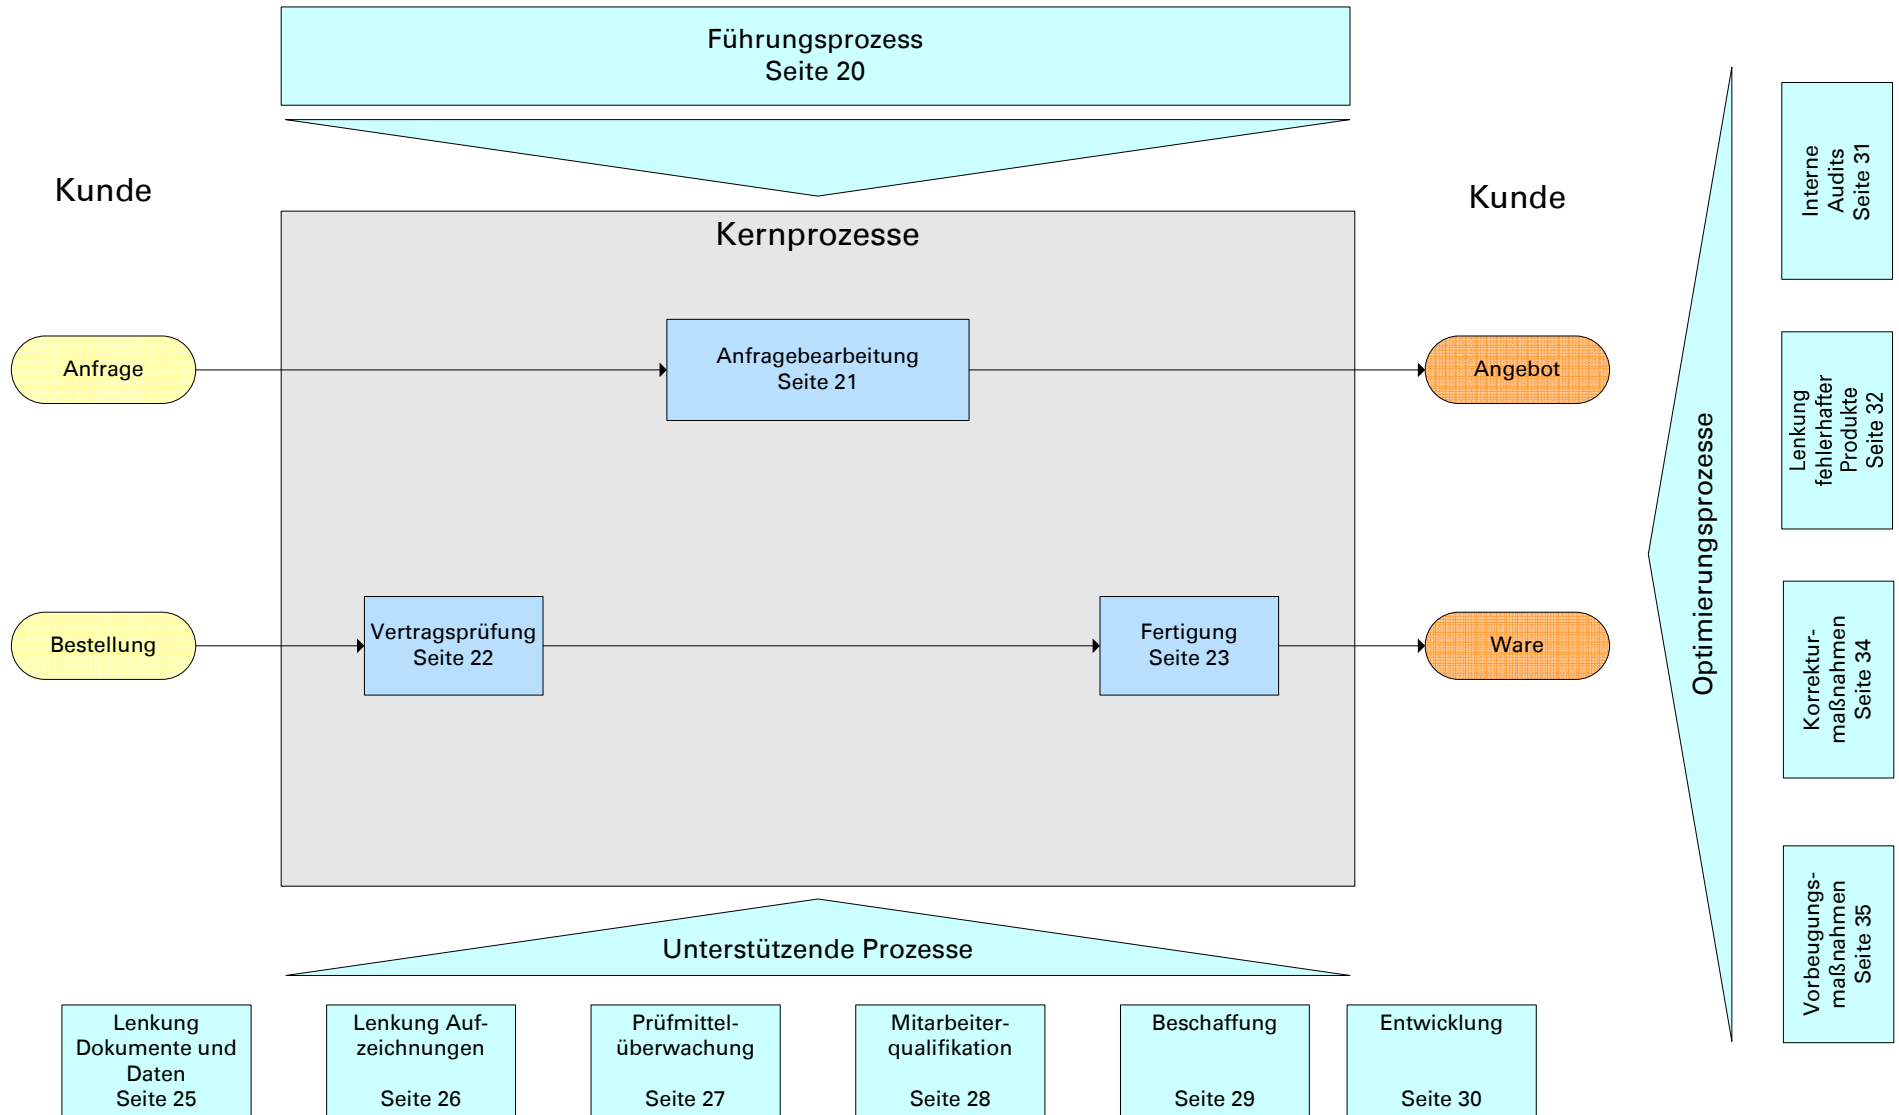 Führungsprozess
Seite 20
Kunde
Kunde
Kernprozesse
Anfrage
Anfragebearbeitung
Seite 21
Angebot
Bestellung
Vertragsprüfung
Seite 22
Fertigung
Seite 23
Ware
Optimierungsprozesse
Interne
Audits
Seite 31
Lenkung
fehlerhafter
Produkte
Seite 32
Korrektur-
maßnahmen
Seite 34
Vorbeugungs-
maßnahmen
Seite 35
Unterstützende Prozesse
Lenkung
Dokumente und
Daten
Seite 25
Lenkung Auf-
zeichnungen
Seite 26
Prüfmittel-
überwachung
Seite 27
Mitarbeiter-
qualifikation
Seite 28
Beschaffung
Seite 29
Entwicklung
Seite 30